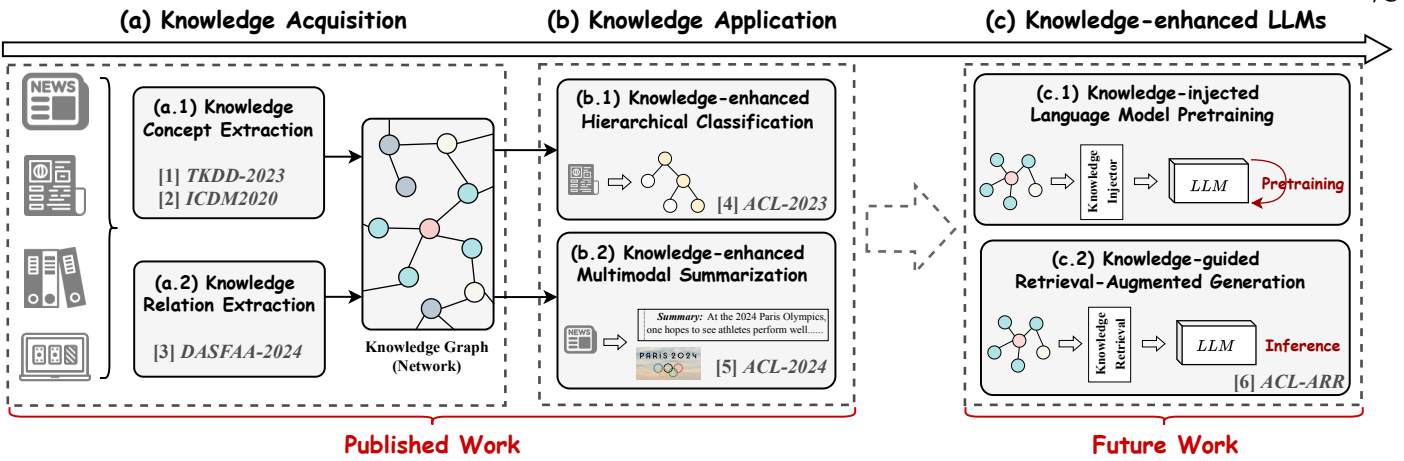 (a) Knowledge Acquisition
(b) Knowledge Application
(c) Knowledge-enhanced LLMs
NEWS
(a.1) Knowledge
Concept Extraction
[1] TKDD-2023
[2] ICDM2020
(a.2) Knowledge
Relation Extraction
[3] DASFAA-2024
Knowledge Graph
(Network)
(b.1) Knowledge-enhanced
Hierarchical Classification
[4] ACL-2023
(b.2) Knowledge-enhanced
Multimodal Summarization
NEWS
Summary: At the 2024 Paris Olympics,
one hopes to see athletes perform well......
PARIS 2024
[5] ACL-2024
(c.1) Knowledge-injected
Language Model Pretraining
Knowledge
Injector
LLM
Pretraining
(c.2) Knowledge-guided
Retrieval-Augmented Generation
Knowledge
Retrieval
LLM
Inference
[6] ACL-ARR
Published Work
Future Work